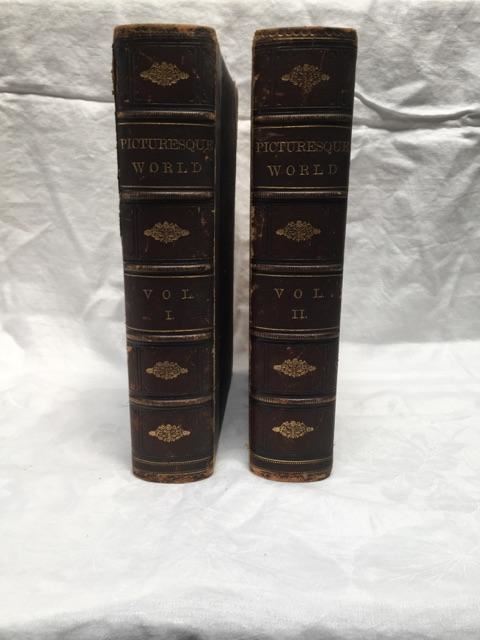 PICTURESQUE
WORLD
VOL.
I.
PICTURESQUE
WORLD
VOL.
II.